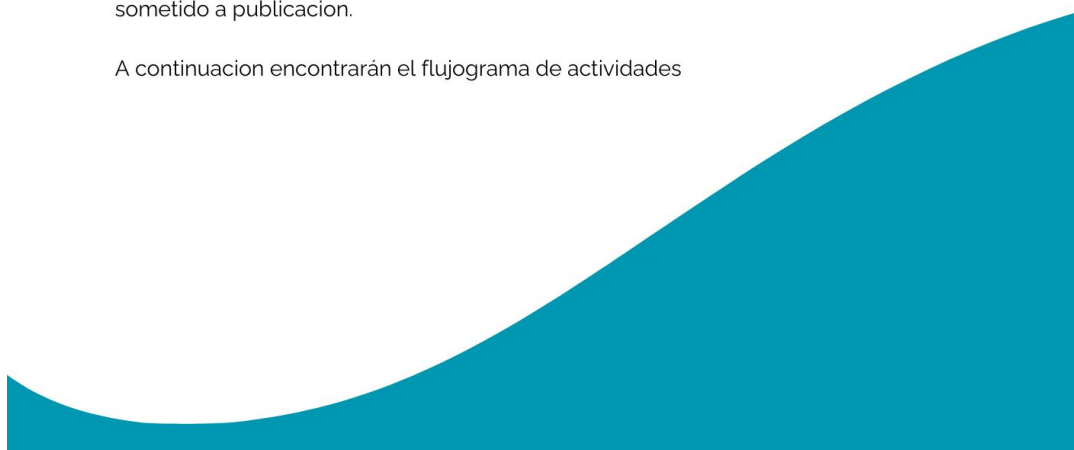 sometido a publicacion.
A continuacion encontrarán el flujograma de actividades